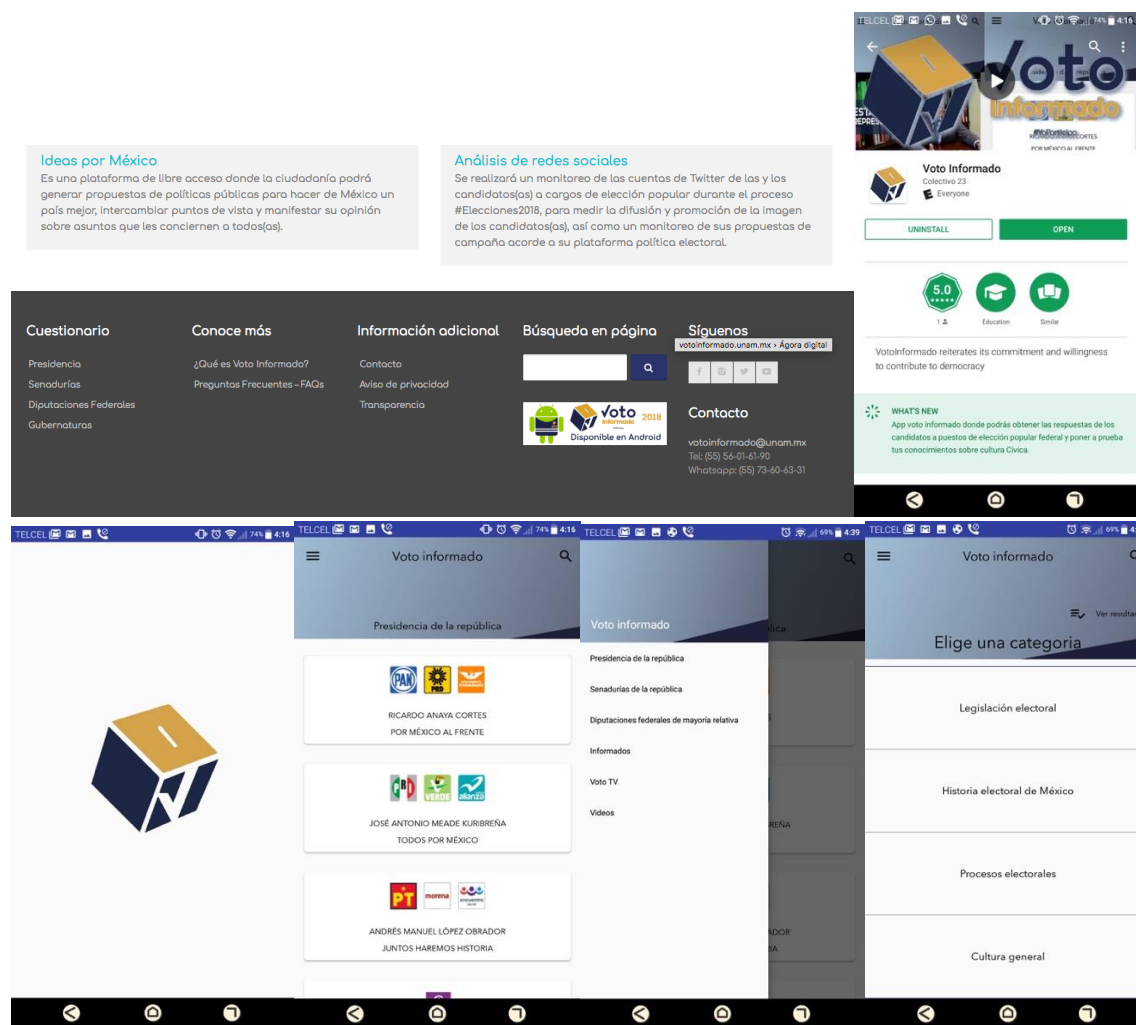 Ideas por México
Es una plataforma de libre acceso donde la ciudadanía podrá
generar propuestas de políticas públicas para hacer de México un
país mejor, intercambiar puntos de vista y manifestar su opinión
sobre asuntos que les conciernen a todos(as).
Análisis de redes sociales
Se realizará un monitoreo de las cuentas de Twitter de las y los
candidatos(as) a cargos de elección popular durante el proceso
#Elecciones2018, para medir la difusión y promoción de la imagen
de los candidatos(as), así como un monitoreo de sus propuestas de
campaña acorde a su plataforma política electoral.
Cuestionario
Presidencia
Senadurías
Diputaciones Federales
Gubernaturas
Conoce más
¿Qué es Voto Informado?
Preguntas Frecuentes – FAQs
Información adicional
Contacto
Aviso de privacidad
Transparencia
Búsqueda en página
Voto 2018
Informado
Disponible en Android
Síguenos
votoinformado.unam.mx › Ágora digital
Contacto
votoinformado@unam.mx
Tel: (55) 56-01-61-90
Whatsapp: (55) 73-60-63-31
TELCEL 74% 4:16
Voto
Informado
CORTES
POR MÉXICO AL FRENTE
Voto Informado
Colectivo 23
E Everyone
UNINSTALL
OPEN
5.0
1
Education
Similar
VotoInformado reiterates its commitment and willingness
to contribute to democracy
WHAT'S NEW
App voto informado donde podrás obtener las respuestas de los
candidatos a puestos de elección popular federal y poner a prueba
tus conocimientos sobre cultura Cívica.
TELCEL 74% 4:16
TELCEL 74% 4:16
Voto informado
Presidencia de la república
PAN PRD
RICARDO ANAYA CORTES
POR MÉXICO AL FRENTE
PRD VERDE alianza
JOSÉ ANTONIO MEADE KURIBREÑA
TODOS POR MÉXICO
PT morena encuentro social
ANDRÉS MANUEL LÓPEZ OBRADOR
JUNTOS HAREMOS HISTORIA
TELCEL 69% 4:39
Voto informado
Presidencia de la república
Senadurías de la república
Diputaciones federales de mayoría relativa
Informados
Voto TV
Videos
lica
REÑA
ADOR
IA
TELCEL 69% 4:
Voto informado
Ver resulta
Elige una categoria
Legislación electoral
Historia electoral de México
Procesos electorales
Cultura general